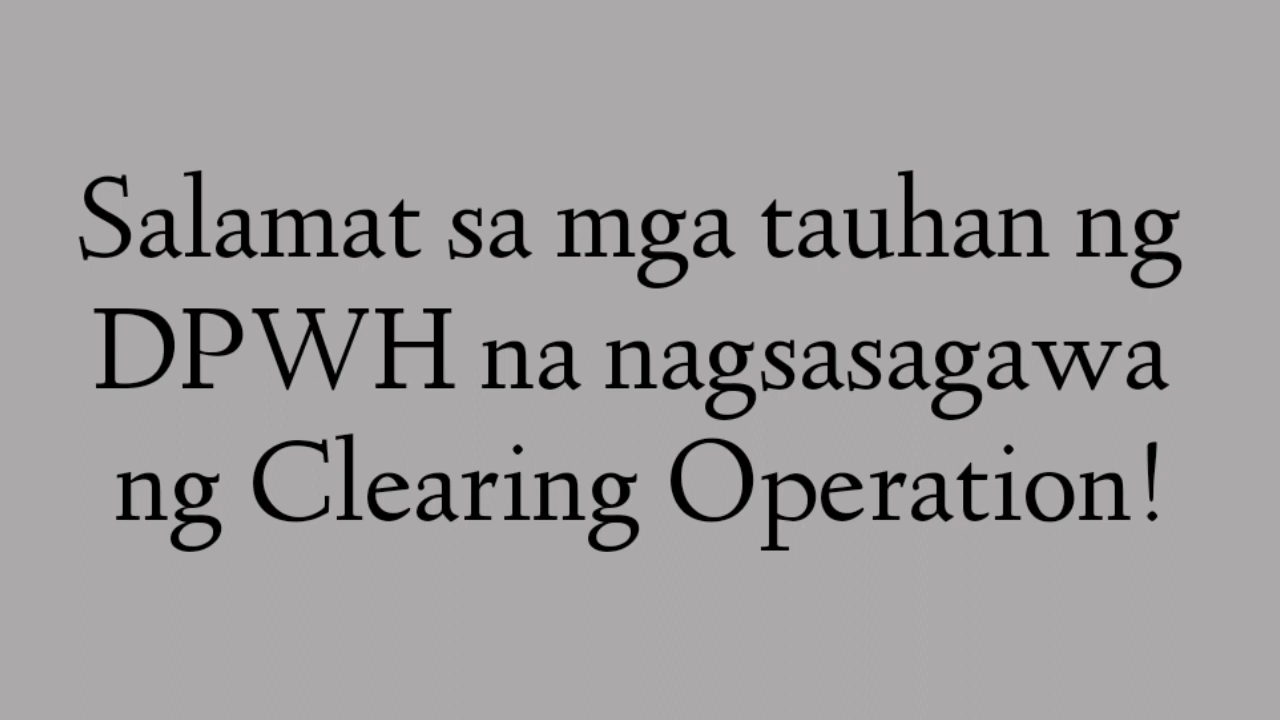 Salamat sa mga tauhan ng
DPWH na nagsasagawa
ng Clearing Operation!